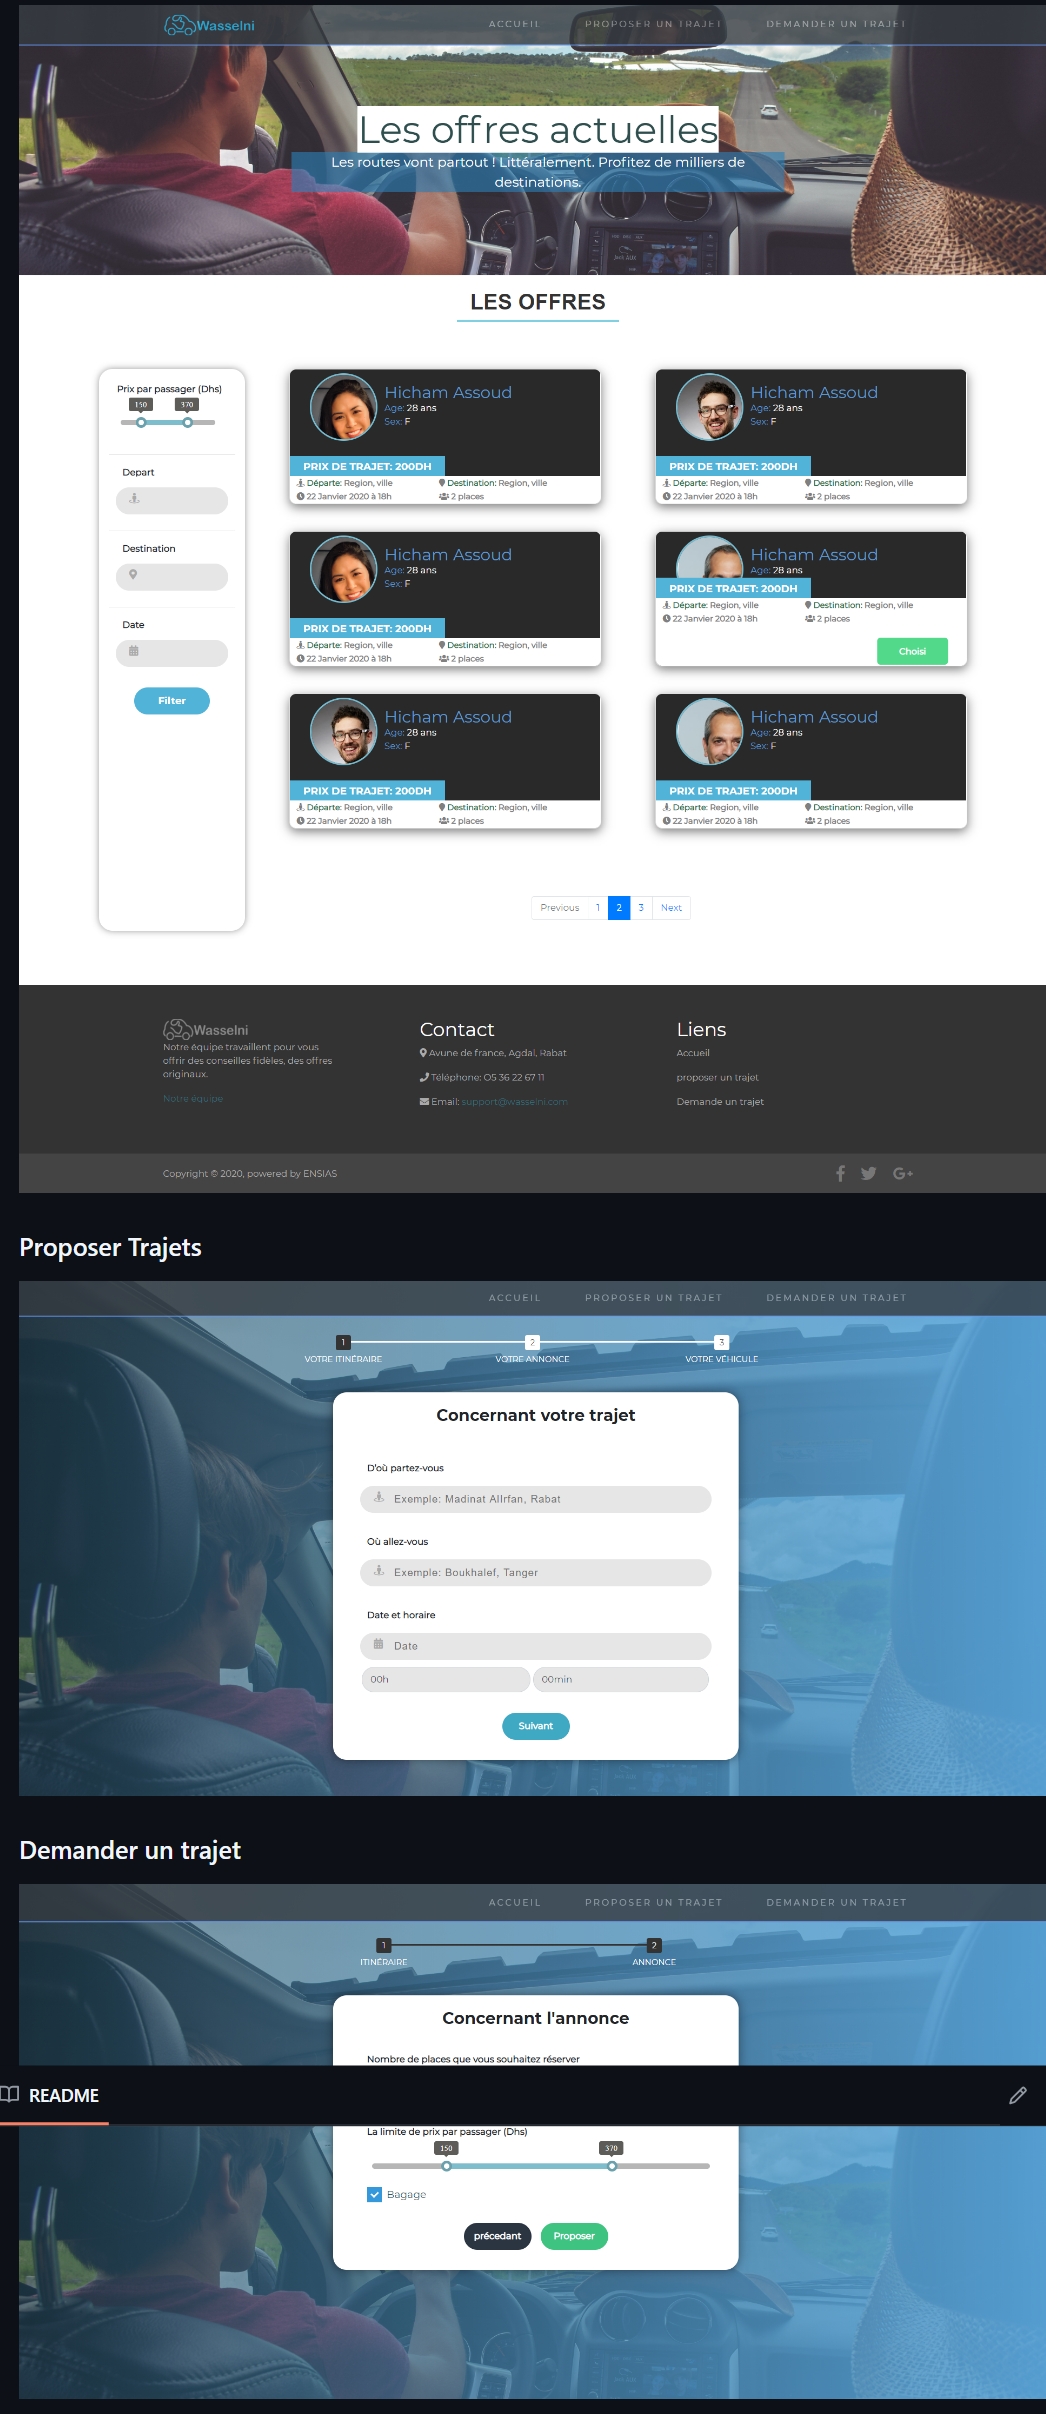 Wasselni
ACCUEIL PROPOSER UN TRAJET DEMANDER UN TRAJET
Les offres actuelles
Les routes vont partout ! Littéralement. Profitez de milliers de
destinations.
LES OFFRES
Prix par passager (Dhs)
150 370
Depart
Destination
Date
Filter
Hicham Assoud
Age: 28 ans
Sex: F
PRIX DE TRAJET: 200DH
Départe: Region, ville Destination: Region, ville
22 Janvier 2020 à 18h 2 places
Hicham Assoud
Age: 28 ans
Sex: F
PRIX DE TRAJET: 200DH
Départe: Region, ville Destination: Region, ville
22 Janvier 2020 à 18h 2 places
Hicham Assoud
Age: 28 ans
Sex: F
PRIX DE TRAJET: 200DH
Départe: Region, ville Destination: Region, ville
22 Janvier 2020 à 18h 2 places
Hicham Assoud
Age: 28 ans
PRIX DE TRAJET: 200DH
Départe: Region, ville Destination: Region, ville
22 Janvier 2020 à 18h 2 places
Choisi
Hicham Assoud
Age: 28 ans
Sex: F
PRIX DE TRAJET: 200DH
Départe: Region, ville Destination: Region, ville
22 Janvier 2020 à 18h 2 places
Hicham Assoud
Age: 28 ans
Sex: F
PRIX DE TRAJET: 200DH
Départe: Region, ville Destination: Region, ville
22 Janvier 2020 à 18h 2 places
Previous 1 2 3 Next
Wasselni
Notre équipe travaillent pour vous
offrir des conseilles fidèles, des offres
originaux.
Notre équipe
Contact
Avune de france, Agdal, Rabat
Téléphone: 05 36 22 67 11
Email: support@wasselni.com
Liens
Accueil
proposer un trajet
Demande un trajet
Copyright © 2020, powered by ENSIAS
Proposer Trajets
ACCUEIL PROPOSER UN TRAJET DEMANDER UN TRAJET
1 2 3
VOTRE ITINÉRAIRE VOTRE ANNONCE VOTRE VÉHICULE
Concernant votre trajet
D'où partez-vous
Exemple: Madinat AlIrfan, Rabat
Où allez-vous
Exemple: Boukhalef, Tanger
Date et horaire
Date
00h 00min
Suivant
Demander un trajet
ACCUEIL PROPOSER UN TRAJET DEMANDER UN TRAJET
1 2
ITINÉRAIRE ANNONCE
Concernant l'annonce
Nombre de places que vous souhaitez réserver
README
La limite de prix par passager (Dhs)
150 370
Bagage
précedant Proposer